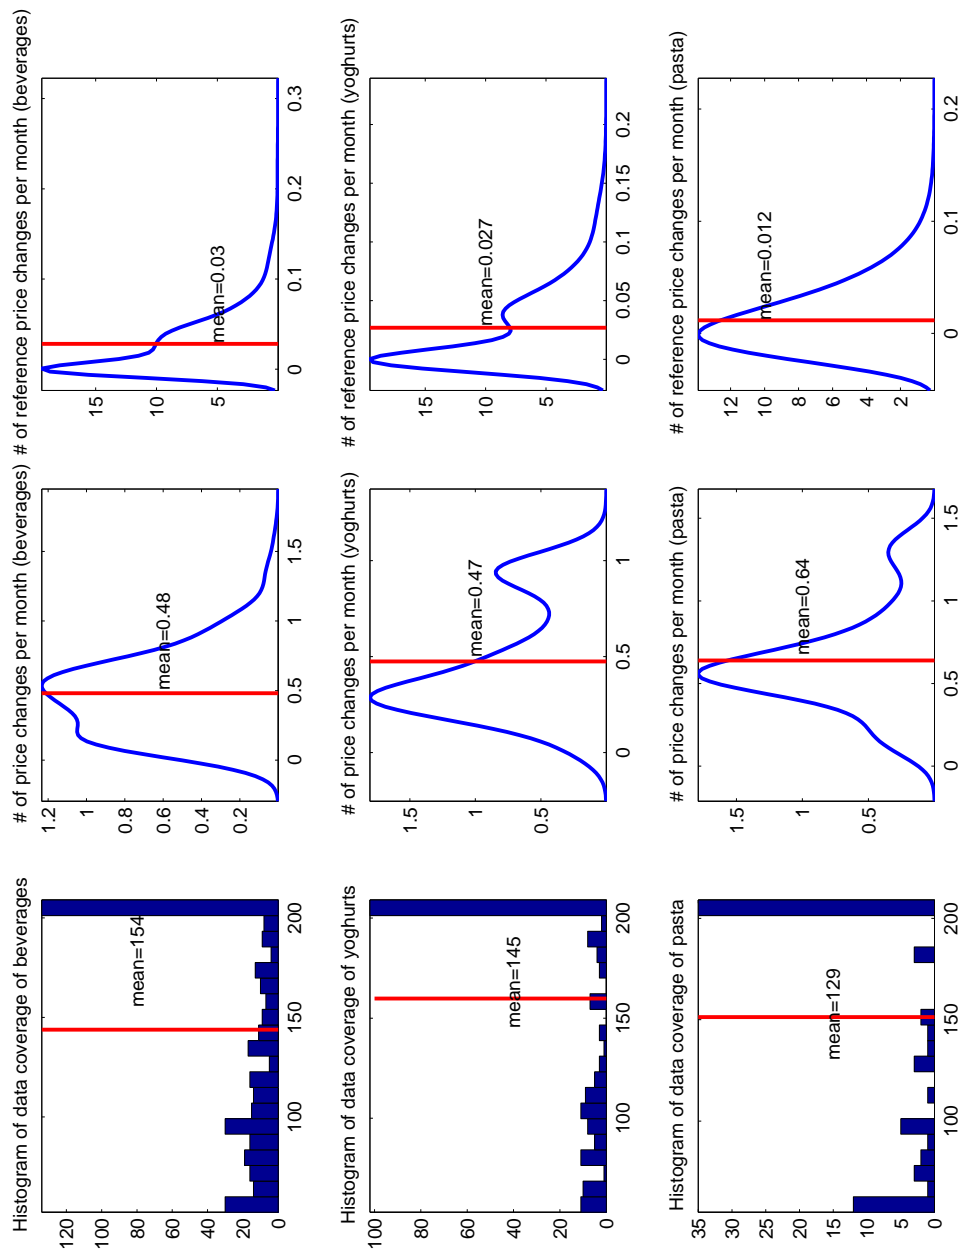 Histogram of data coverage of beverages
120
100
80
60
40
20
0
mean=154
100 150 200
# of price changes per month (beverages)
1.2
1
0.8
0.6
0.4
0.2
mean=0.48
0 0.5 1 1.5
# of reference price changes per month (beverages)
15
10
5
mean=0.03
0 0.1 0.2 0.3
Histogram of data coverage of yoghurts
100
80
60
40
20
0
mean=145
100 150 200
# of price changes per month (yoghurts)
1.5
1
0.5
mean=0.47
0 0.5 1
# of reference price changes per month (yoghurts)
15
10
5
mean=0.027
0 0.05 0.1 0.15 0.2
Histogram of data coverage of pasta
35
30
25
20
15
10
5
0
mean=129
100 150 200
# of price changes per month (pasta)
1.5
1
0.5
mean=0.64
0 0.5 1 1.5
# of reference price changes per month (pasta)
12
10
8
6
4
2
mean=0.012
0 0.1 0.2